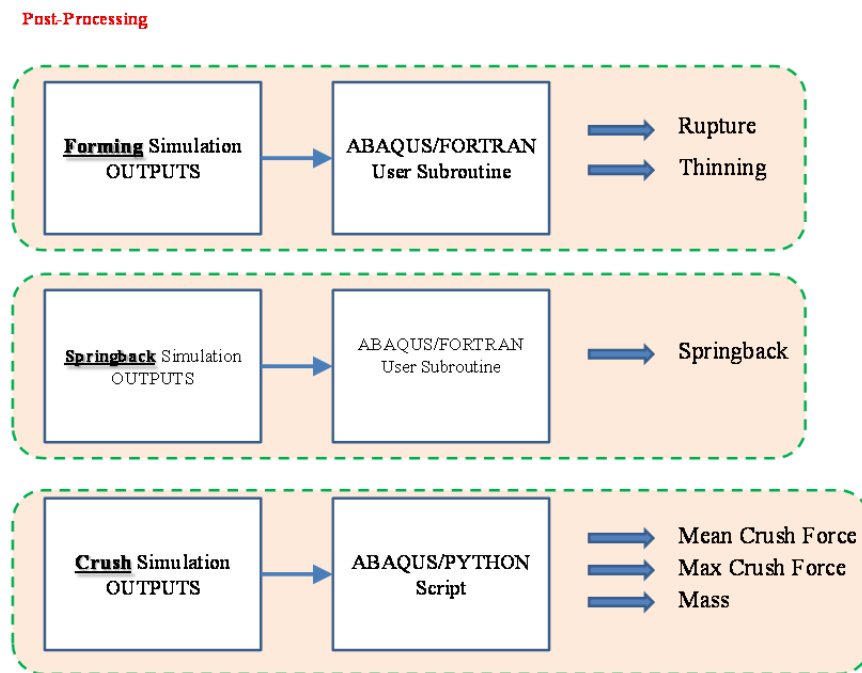 Post-Processing
Forming Simulation
OUTPUTS
ABAQUS/FORTRAN
User Subroutine
Rupture
Thinning
Springback Simulation
OUTPUTS
ABAQUS/FORTRAN
User Subroutine
Springback
Crush Simulation
OUTPUTS
ABAQUS/PYTHON
Script
Mean Crush Force
Max Crush Force
Mass